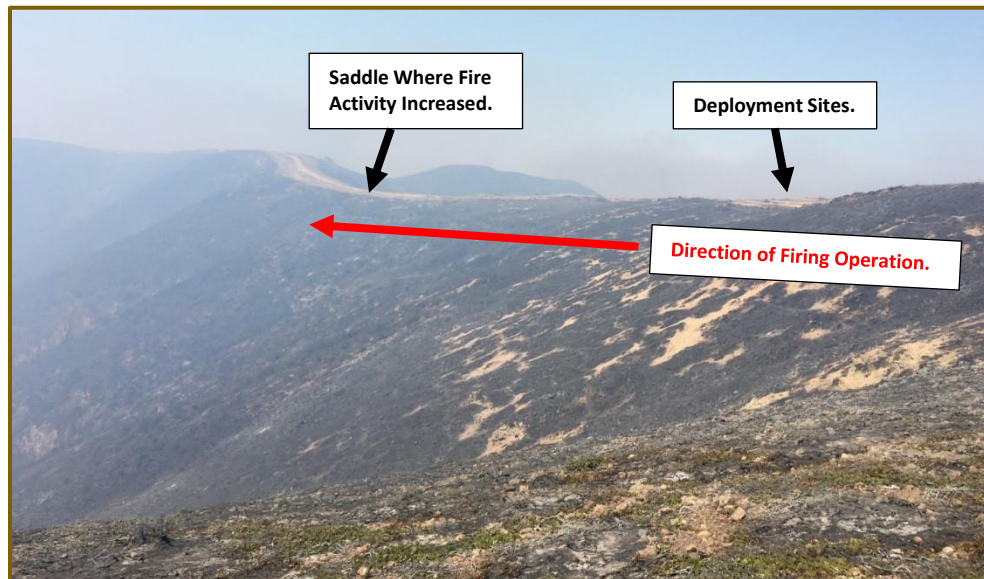 Saddle Where Fire
Activity Increased.
Deployment Sites.
Direction of Firing Operation.